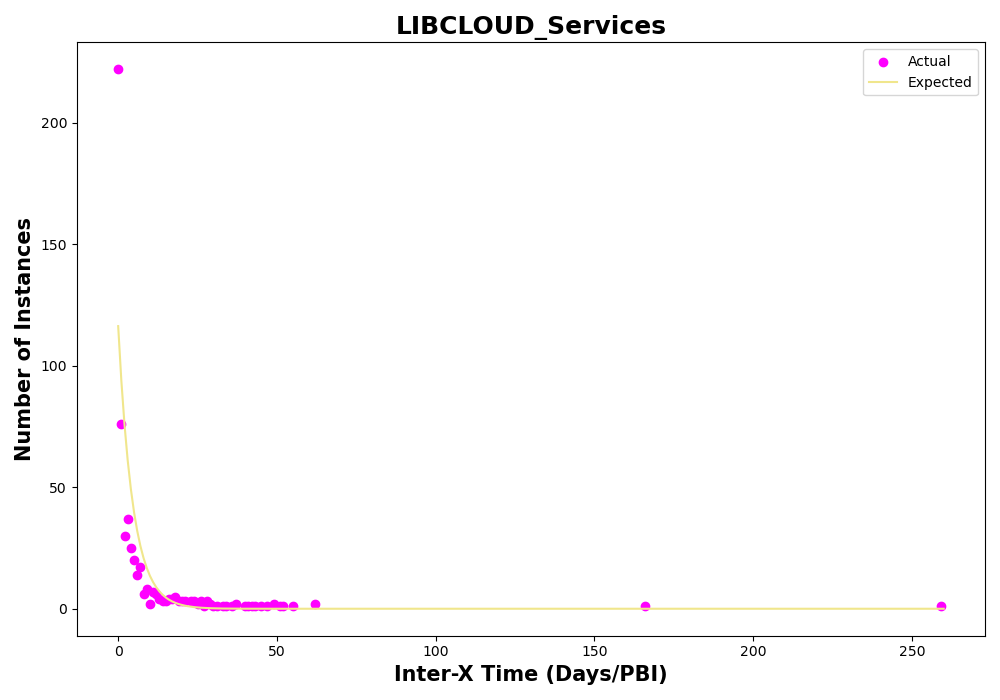 LIBCLOUD_Services
Actual
Expected
Number of Instances
200
150
100
50
0
0 50 100 150 200 250
Inter-X Time (Days/PBI)